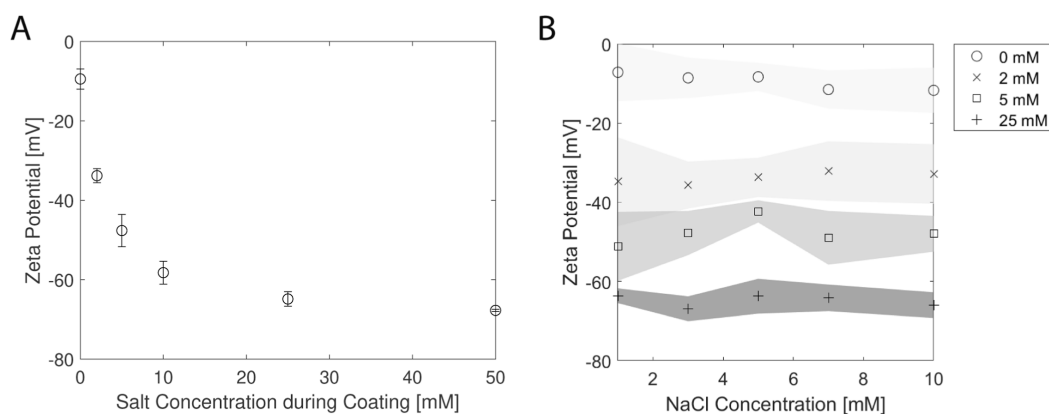 A
0
-20
-40
-60
-80
Zeta Potential [mV]
0
10
20
30
40
50
Salt Concentration during Coating [mM]
B
0
-20
-40
-60
-80
Zeta Potential [mV]
2
4
6
8
10
NaCl Concentration [mM]
0 mM
2 mM
5 mM
25 mM